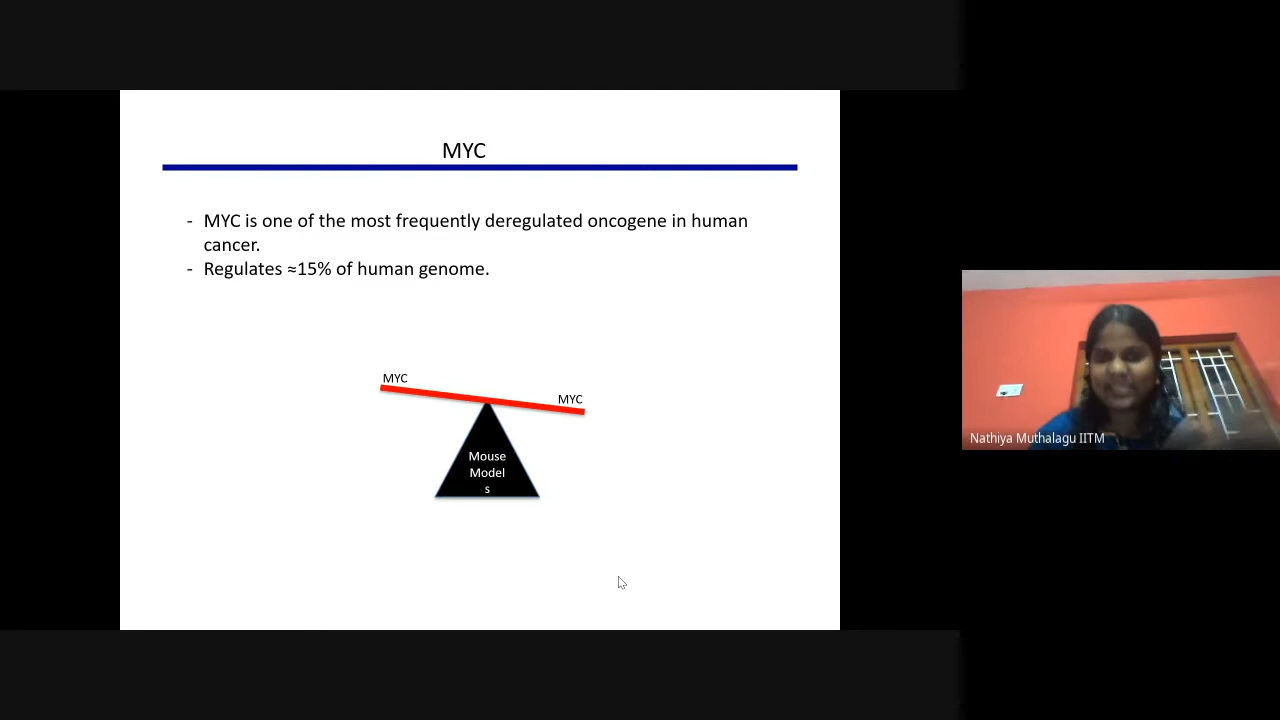 MYC
- MYC is one of the most frequently deregulated oncogene in human
cancer.
- Regulates ≈15% of human genome.
MYC
MYC
Mouse
Model
s
Nathiya Muthalagu IITM